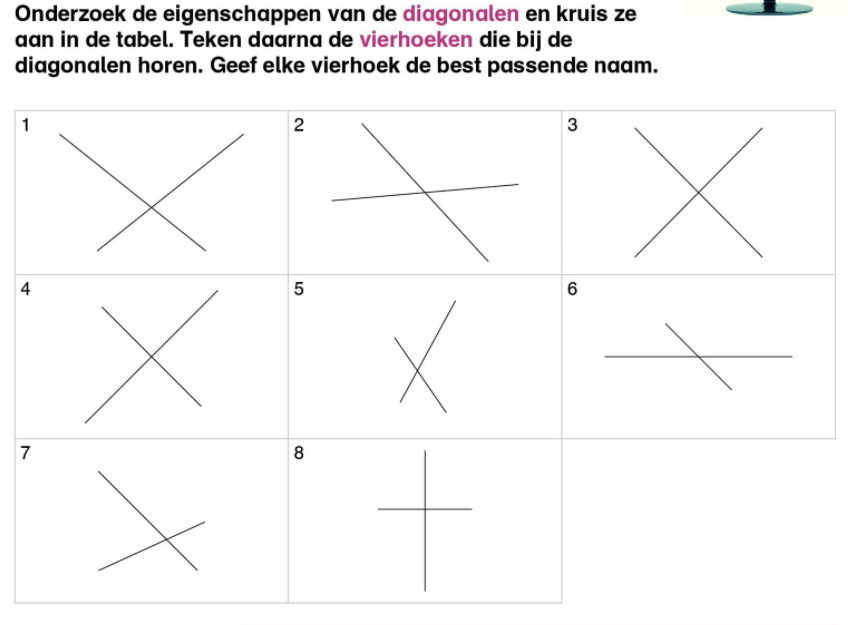 Onderzoek de eigenschappen van de diagonalen en kruis ze
aan in de tabel. Teken daarna de vierhoeken die bij de
diagonalen horen. Geef elke vierhoek de best passende naam.
1
2
3
4
5
6
7
8